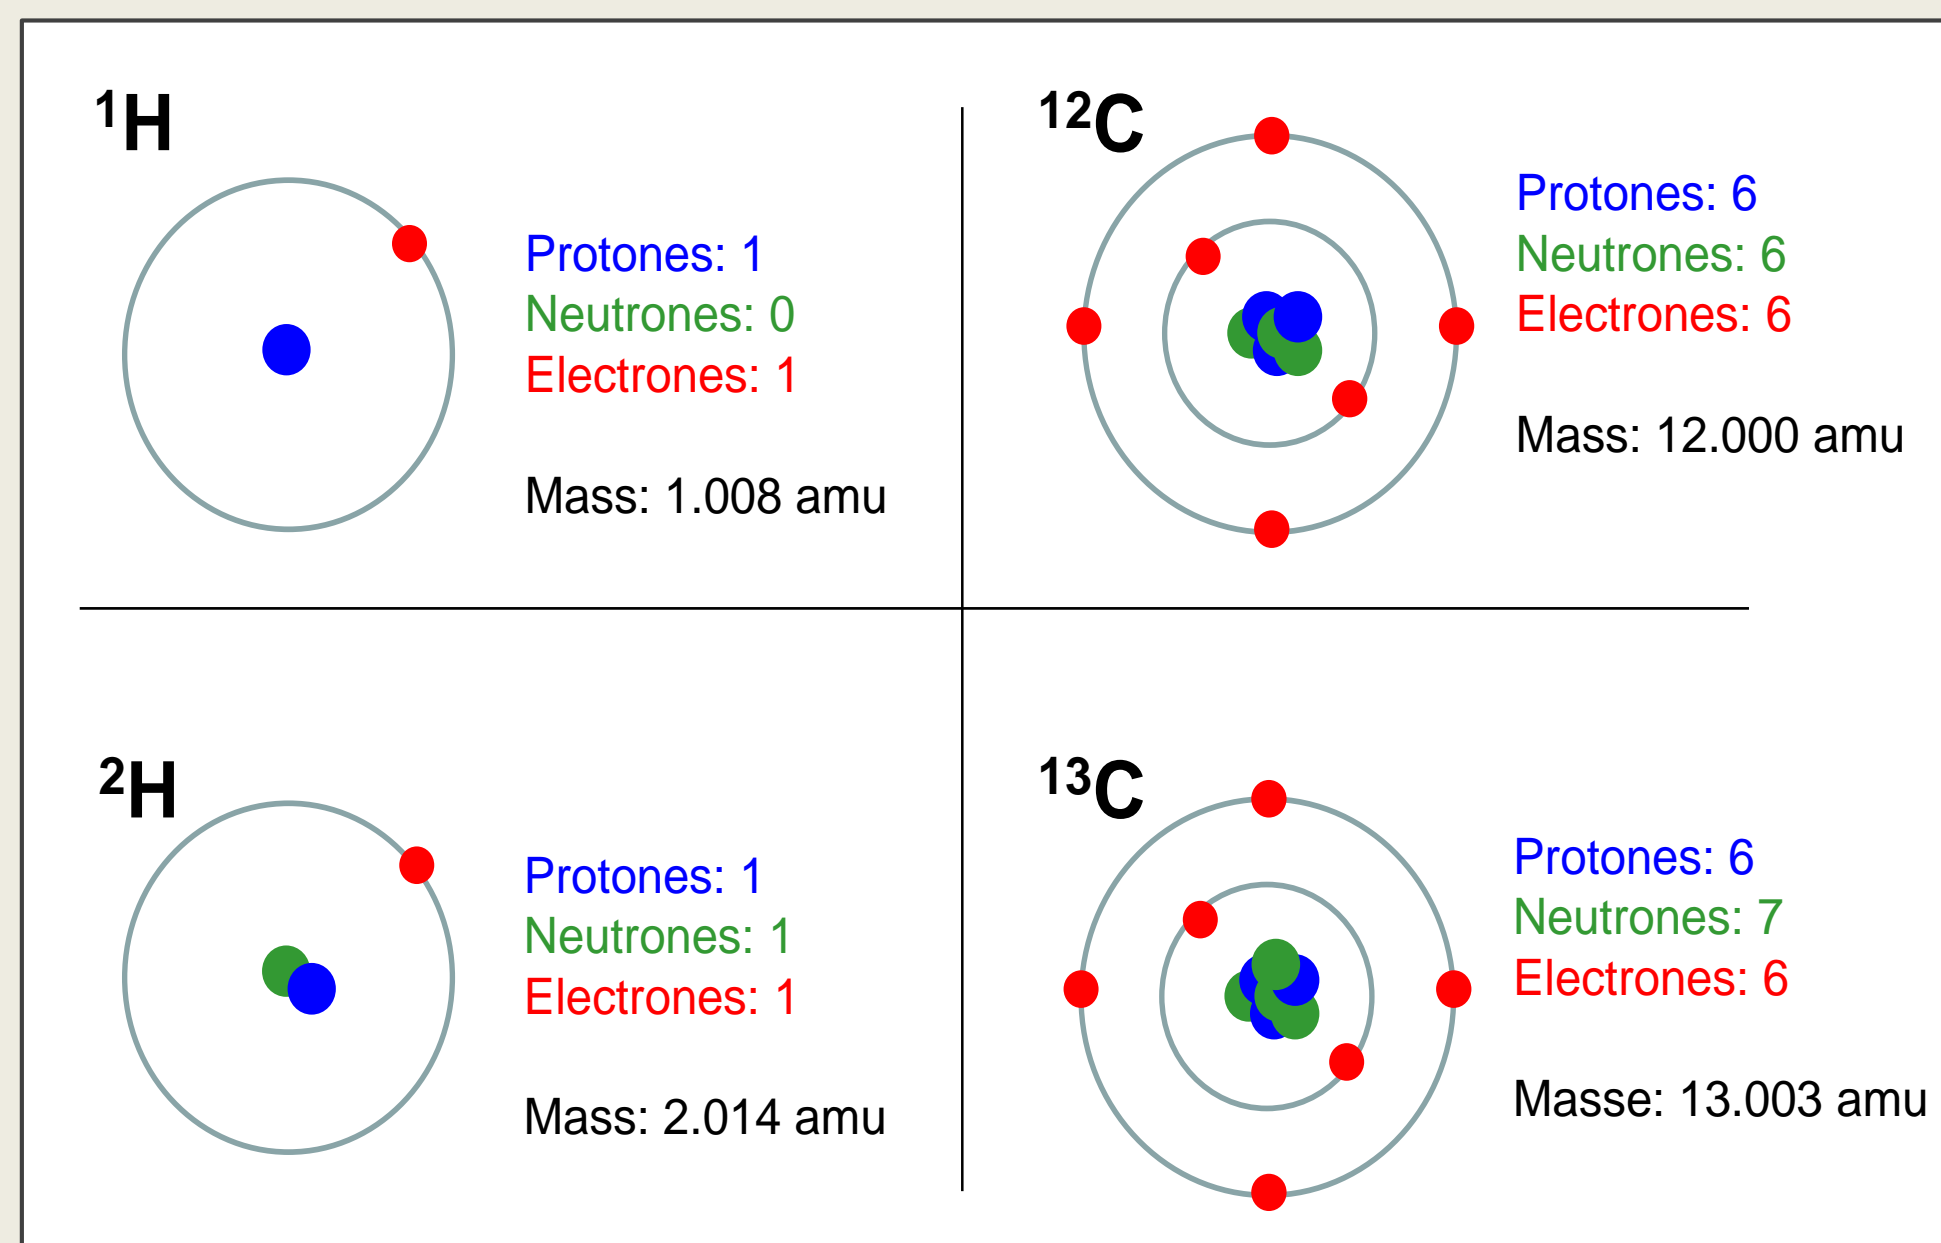 ¹H
Protones: 1
Neutrones: 0
Electrones: 1
Mass: 1.008 amu
¹²C
Protones: 6
Neutrones: 6
Electrones: 6
Mass: 12.000 amu
²H
Protones: 1
Neutrones: 1
Electrones: 1
Mass: 2.014 amu
¹³C
Protones: 6
Neutrones: 7
Electrones: 6
Masse: 13.003 amu